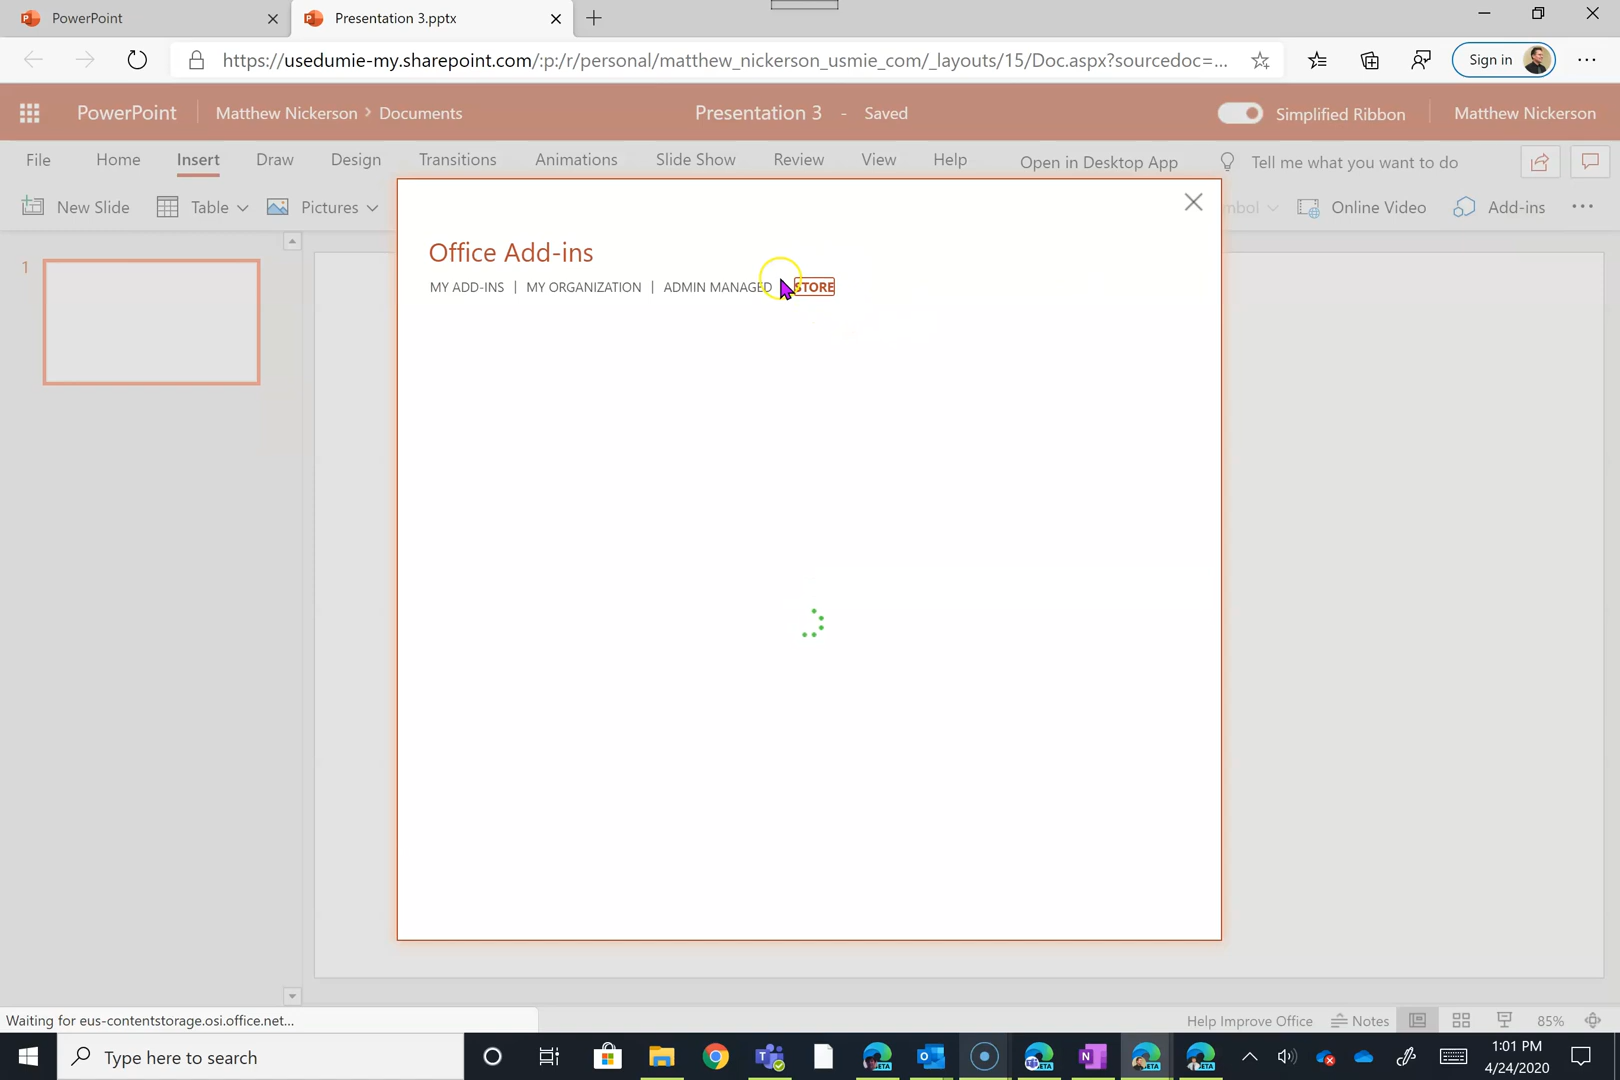 PowerPoint
Presentation 3.pptx
https://usedumie-my.sharepoint.com/:p:/r/personal/matthew_nickerson_usmie_com/_layouts/15/Doc.aspx?sourcedoc=...
Sign in
PowerPoint
Matthew Nickerson > Documents
Presentation 3 - Saved
Simplified Ribbon
Matthew Nickerson
File Home Insert Draw Design Transitions Animations Slide Show Review View Help Open in Desktop App Tell me what you want to do
New Slide Table Pictures Online Video Add-ins
Office Add-ins
MY ADD-INS | MY ORGANIZATION | ADMIN MANAGED STORE
1
Waiting for eus-contentstorage.osi.office.net...
Help Improve Office Notes 85%
Type here to search
BETA BETA BETA BETA
1:01 PM
4/24/2020